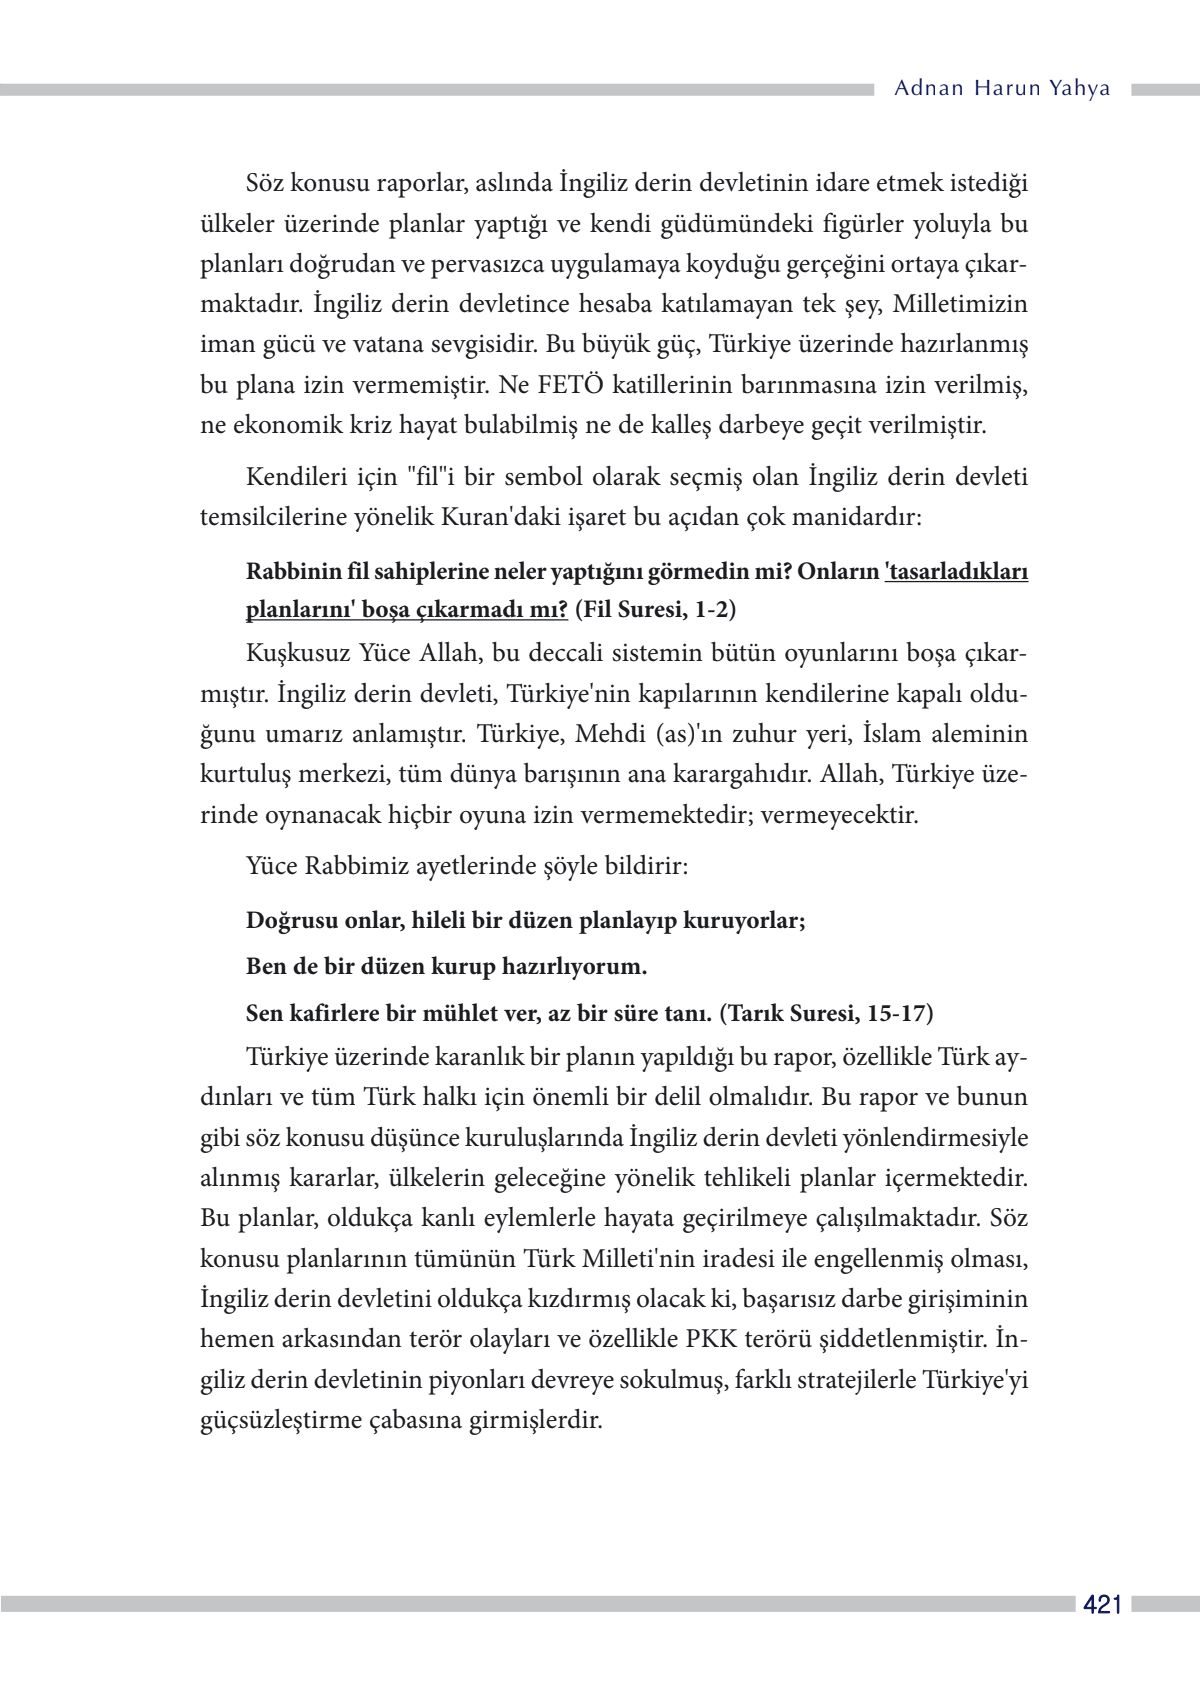 Adnan Harun Yahya
Söz konusu raporlar, aslında İngiliz derin devletinin idare etmek istediği
ülkeler üzerinde planlar yaptığı ve kendi güdümündeki figürler yoluyla bu
planları doğrudan ve pervasızca uygulamaya koyduğu gerçeğini ortaya çıkar-
maktadır. İngiliz derin devletince hesaba katılamayan tek şey, Milletimizin
iman gücü ve vatana sevgisidir. Bu büyük güç, Türkiye üzerinde hazırlanmış
bu plana izin vermemiştir. Ne FETÖ katillerinin barınmasına izin verilmiş,
ne ekonomik kriz hayat bulabilmiş ne de kalleş darbeye geçit verilmiştir.
Kendileri için "fil"i bir sembol olarak seçmiş olan İngiliz derin devleti
temsilcilerine yönelik Kuran'daki işaret bu açıdan çok manidardır:
Rabbinin fil sahiplerine neler yaptığını görmedin mi? Onların 'tasarladıkları
planlarını' boşa çıkarmadı mı? (Fil Suresi, 1-2)
Kuşkusuz Yüce Allah, bu deccali sistemin bütün oyunlarını boşa çıkar-
mıştır. İngiliz derin devleti, Türkiye'nin kapılarının kendilerine kapalı oldu-
ğunu umarız anlamıştır. Türkiye, Mehdi (as)'ın zuhur yeri, İslam aleminin
kurtuluş merkezi, tüm dünya barışının ana karargahıdır. Allah, Türkiye üze-
rinde oynanacak hiçbir oyuna izin vermemektedir; vermeyecektir.
Yüce Rabbimiz ayetlerinde şöyle bildirir:
Doğrusu onlar, hileli bir düzen planlayıp kuruyorlar;
Ben de bir düzen kurup hazırlıyorum.
Sen kafirlere bir mühlet ver, az bir süre tanı. (Tarık Suresi, 15-17)
Türkiye üzerinde karanlık bir planın yapıldığı bu rapor, özellikle Türk ay-
dınları ve tüm Türk halkı için önemli bir delil olmalıdır. Bu rapor ve bunun
gibi söz konusu düşünce kuruluşlarında İngiliz derin devleti yönlendirmesiyle
alınmış kararlar, ülkelerin geleceğine yönelik tehlikeli planlar içermektedir.
Bu planlar, oldukça kanlı eylemlerle hayata geçirilmeye çalışılmaktadır. Söz
konusu planlarının tümünün Türk Milleti'nin iradesi ile engellenmiş olması,
İngiliz derin devletini oldukça kızdırmış olacak ki, başarısız darbe girişiminin
hemen arkasından terör olayları ve özellikle PKK terörü şiddetlenmiştir. İn-
giliz derin devletinin piyonları devreye sokulmuş, farklı stratejilerle Türkiye'yi
güçsüzleştirme çabasına girmişlerdir.
421